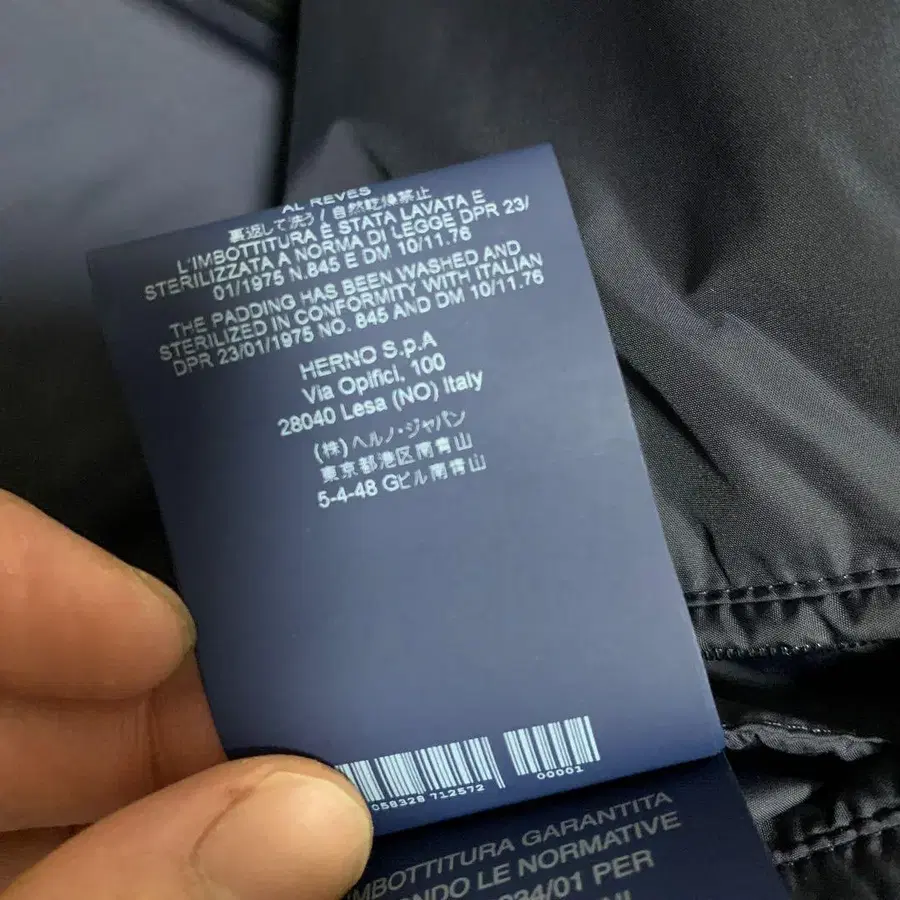 AL REVES
裏返して洗う / 自然乾燥禁止
L'IMBOTTITURA È STATA LAVATA E
STERILIZZATA A NORMA DI LEGGE DPR 23/
01/1975 N.845 E DM 10/11.76
THE PADDING HAS BEEN WASHED AND
STERILIZED IN CONFORMITY WITH ITALIAN
DPR 23/01/1975 NO. 845 AND DM 10/11.76
HERNO S.p.A
Via Opifici, 100
28040 Lesa (NO) Italy
(株)ヘルノ・ジャパン
東京都港区南青山
5-4-48 Gビル南青山
058328 712572
00001
IMBOTTITURA GARANTITA
NDO LE NORMATIVE
034/01 PER